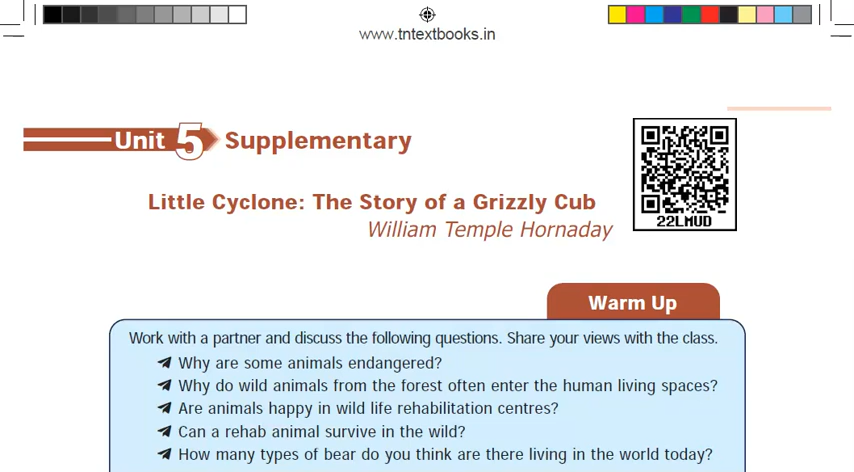 www.tntextbooks.in
Unit 5 Supplementary
Little Cyclone: The Story of a Grizzly Cub
William Temple Hornaday
22LMUD
Warm Up
Work with a partner and discuss the following questions. Share your views with the class.
Why are some animals endangered?
Why do wild animals from the forest often enter the human living spaces?
Are animals happy in wild life rehabilitation centres?
Can a rehab animal survive in the wild?
How many types of bear do you think are there living in the world today?